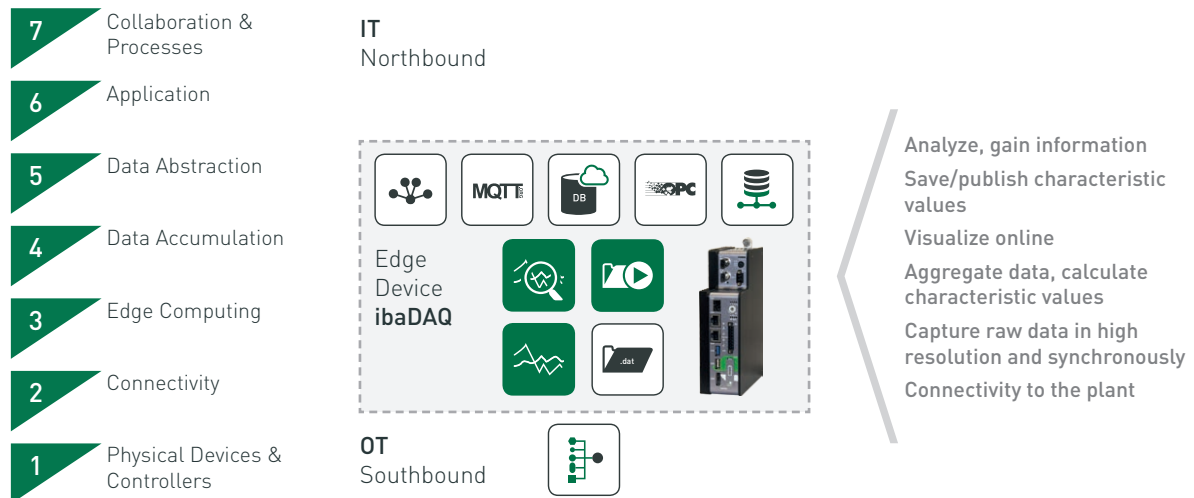 7
Collaboration &
Processes
6
Application
5
Data Abstraction
4
Data Accumulation
3
Edge Computing
2
Connectivity
1
Physical Devices &
Controllers
IT
Northbound
MQTT
DB
OPC
Edge
Device
ibaDAQ
.dat
OT
Southbound
Analyze, gain information
Save/publish characteristic
values
Visualize online
Aggregate data, calculate
characteristic values
Capture raw data in high
resolution and synchronously
Connectivity to the plant